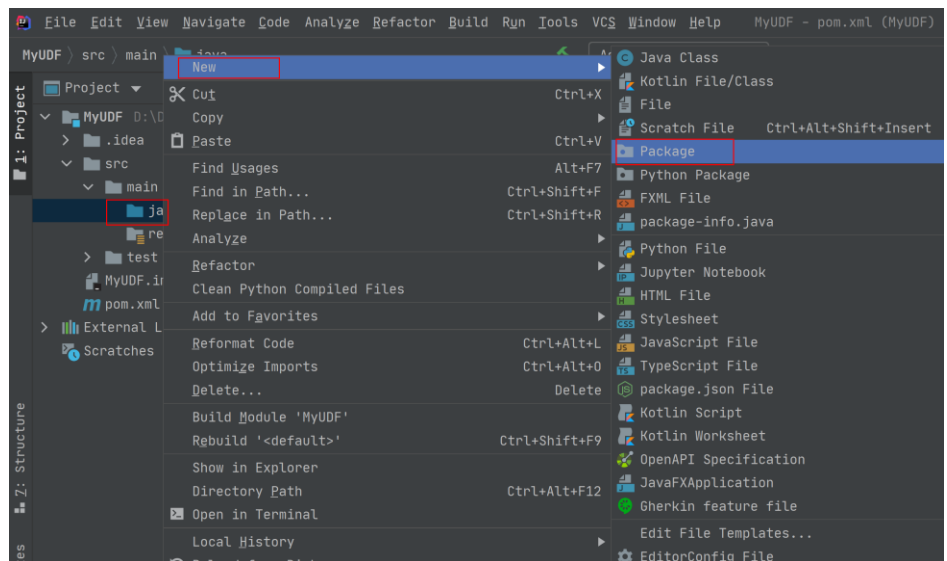 File Edit View Navigate Code Analyze Refactor Build Run Tools VCS Window Help MyUDF - pom.xml (MyUDF)
MyUDF src main java
1: Project
Project
MyUDF D:\D
.idea
src
main
ja
re
test
MyUDF.im
pom.xml
External L
Scratches
Z: Structure
New
Cut Ctrl+X
Copy
Paste Ctrl+V
Find Usages Alt+F7
Find in Path... Ctrl+Shift+F
Replace in Path... Ctrl+Shift+R
Analyze
Refactor
Clean Python Compiled Files
Add to Favorites
Reformat Code Ctrl+Alt+L
Optimize Imports Ctrl+Alt+O
Delete... Delete
Build Module 'MyUDF'
Rebuild '<default>' Ctrl+Shift+F9
Show in Explorer
Directory Path Ctrl+Alt+F12
Open in Terminal
Local History
Java Class
Kotlin File/Class
File
Scratch File Ctrl+Alt+Shift+Insert
Package
Python Package
FXML File
package-info.java
Python File
Jupyter Notebook
HTML File
Stylesheet
JavaScript File
TypeScript File
package.json File
Kotlin Script
Kotlin Worksheet
OpenAPI Specification
JavaFXApplication
Gherkin feature file
Edit File Templates...
EditorConfig File